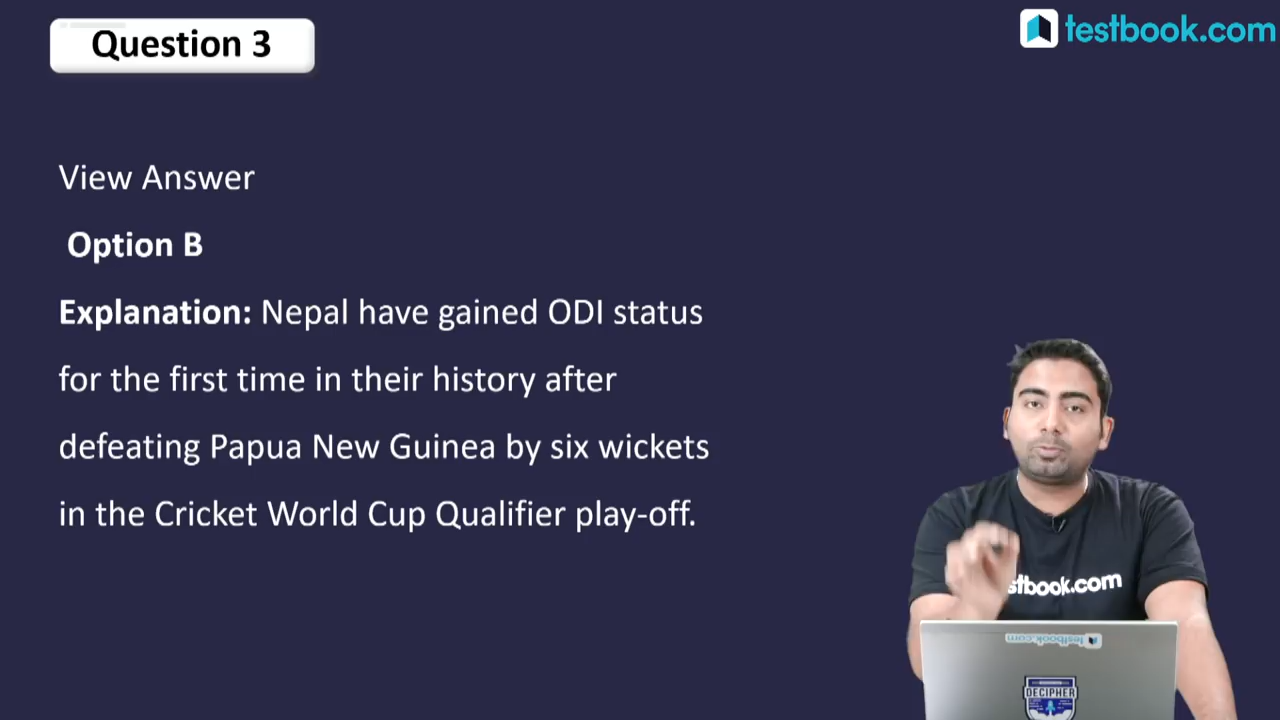 Question 3
testbook.com
View Answer
Option B
Explanation: Nepal have gained ODI status
for the first time in their history after
defeating Papua New Guinea by six wickets
in the Cricket World Cup Qualifier play-off.
stbook.com
testbook.com
DECIPHER